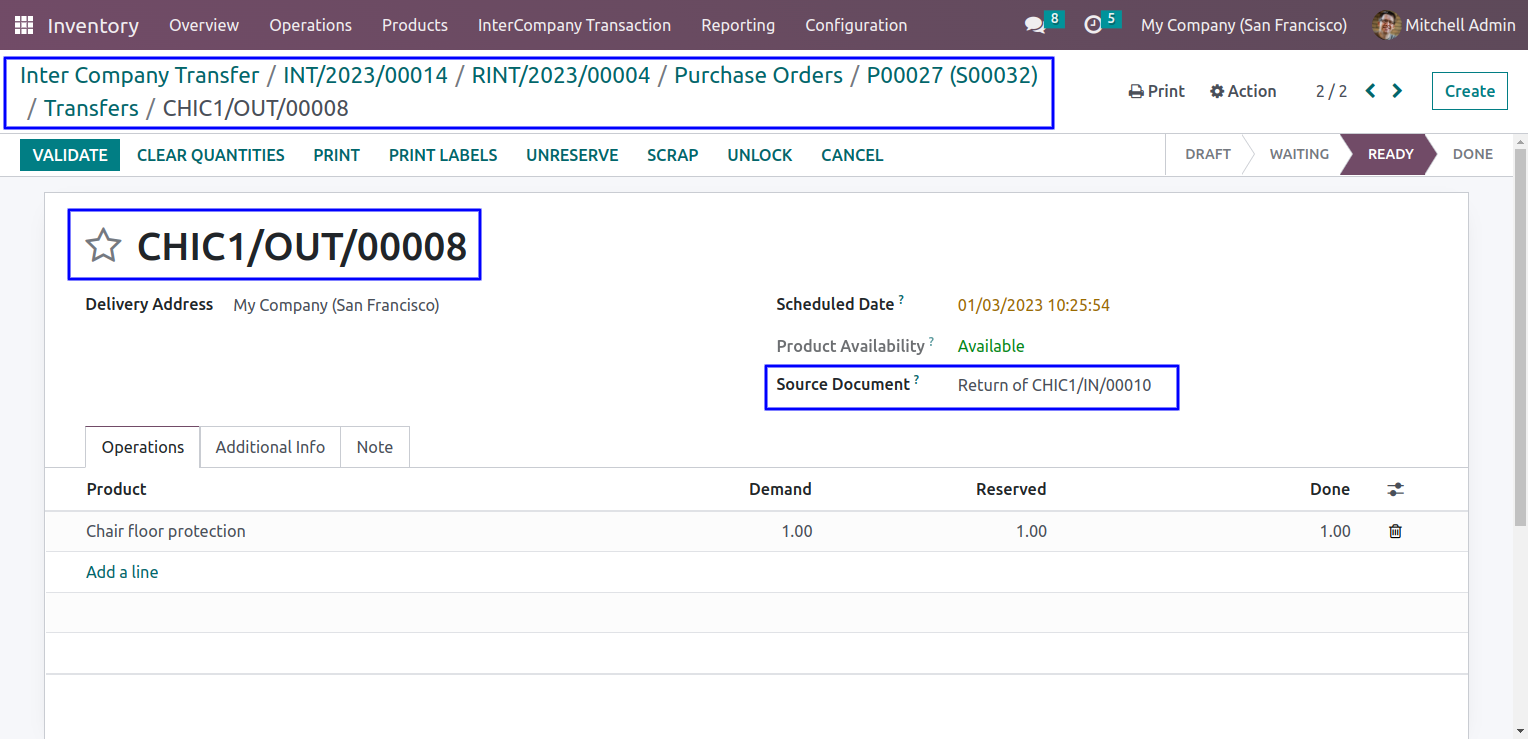 Inventory Overview Operations Products InterCompany Transaction Reporting Configuration 8 5 My Company (San Francisco) Mitchell Admin
Inter Company Transfer / INT/2023/00014 / RINT/2023/00004 / Purchase Orders / P00027 (S00032)
/ Transfers / CHIC1/OUT/00008
Print Action 2 / 2 Create
VALIDATE CLEAR QUANTITIES PRINT PRINT LABELS UNRESERVE SCRAP UNLOCK CANCEL DRAFT WAITING READY DONE
CHIC1/OUT/00008
Delivery Address My Company (San Francisco)
Scheduled Date ? 01/03/2023 10:25:54
Product Availability ? Available
Source Document ? Return of CHIC1/IN/00010
Operations Additional Info Note
Product Demand Reserved Done
Chair floor protection 1.00 1.00 1.00
Add a line